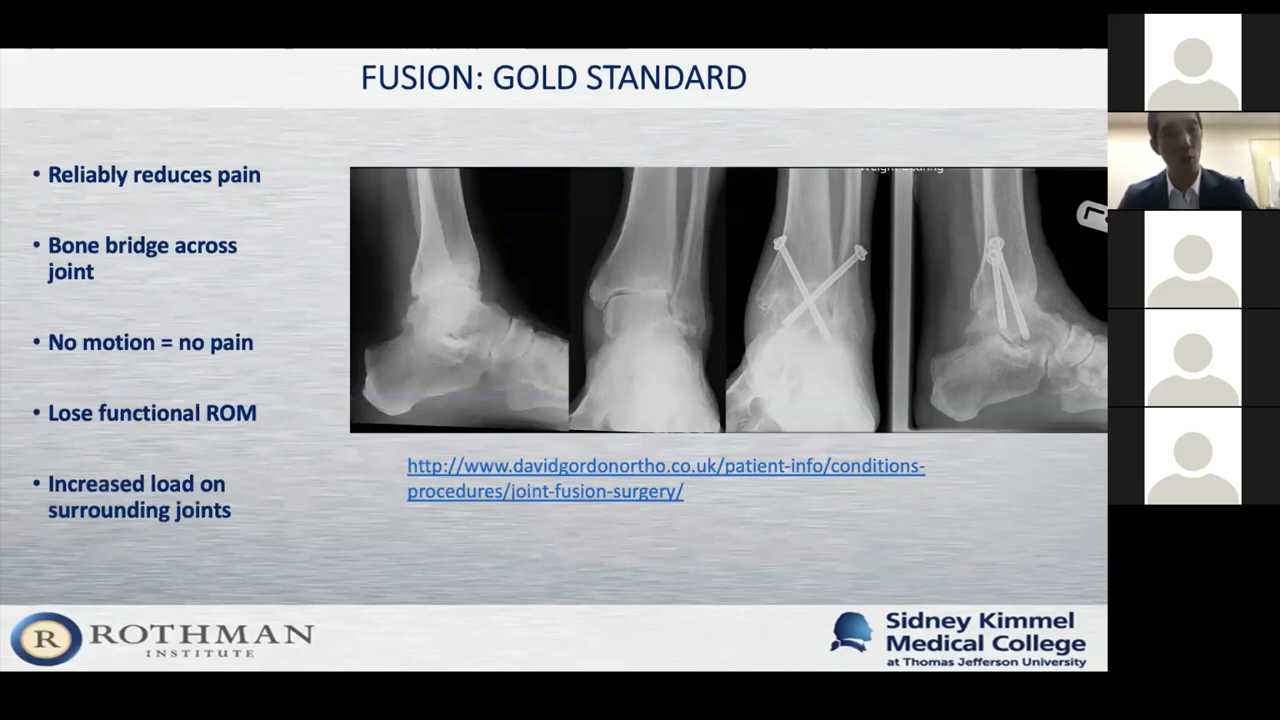 FUSION: GOLD STANDARD
• Reliably reduces pain
• Bone bridge across
joint
• No motion = no pain
• Lose functional ROM
• Increased load on
surrounding joints
Weight Bearing
http://www.davidgordonortho.co.uk/patient-info/conditions-
procedures/joint-fusion-surgery/
R ROTHMAN
INSTITUTE
Sidney Kimmel
Medical College
at Thomas Jefferson University